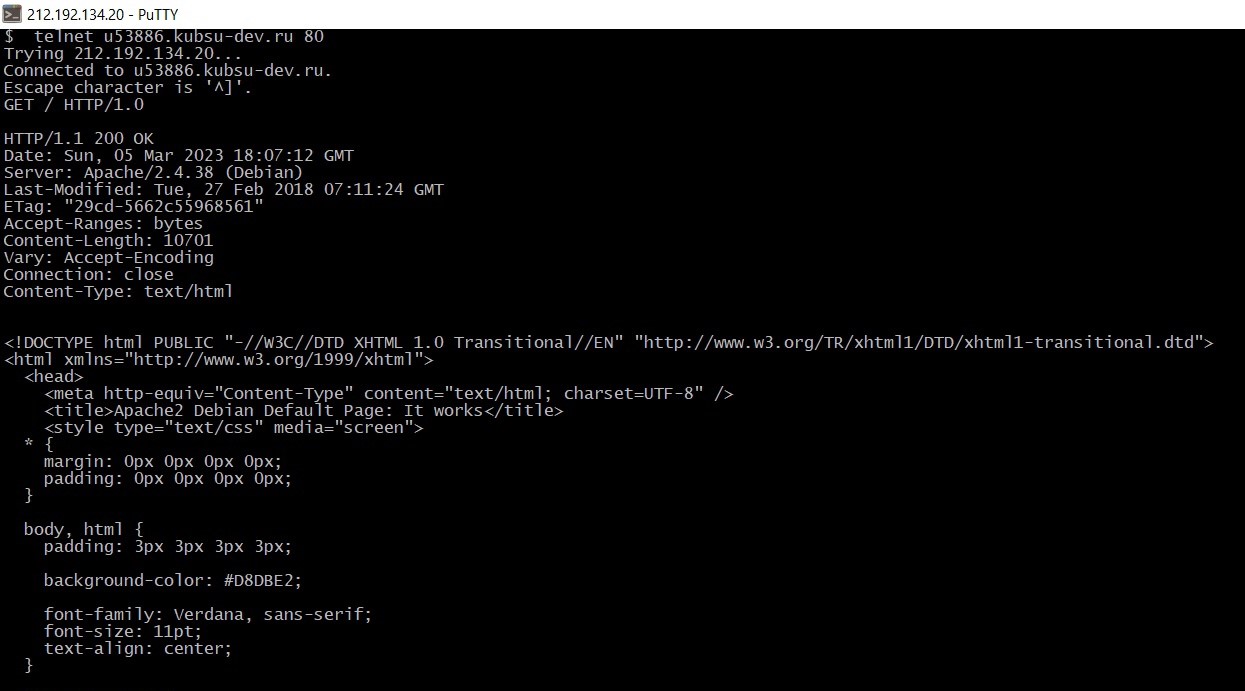 212.192.134.20 - PuTTY
$  telnet u53886.kubsu-dev.ru 80
Trying 212.192.134.20...
Connected to u53886.kubsu-dev.ru.
Escape character is '^]'.
GET / HTTP/1.0

HTTP/1.1 200 OK
Date: Sun, 05 Mar 2023 18:07:12 GMT
Server: Apache/2.4.38 (Debian)
Last-Modified: Tue, 27 Feb 2018 07:11:24 GMT
ETag: "29cd-5662c55968561"
Accept-Ranges: bytes
Content-Length: 10701
Vary: Accept-Encoding
Connection: close
Content-Type: text/html


<!DOCTYPE html PUBLIC "-//W3C//DTD XHTML 1.0 Transitional//EN" "http://www.w3.org/TR/xhtml1/DTD/xhtml1-transitional.dtd">
<html xmlns="http://www.w3.org/1999/xhtml">
  <head>
    <meta http-equiv="Content-Type" content="text/html; charset=UTF-8" />
    <title>Apache2 Debian Default Page: It works</title>
    <style type="text/css" media="screen">
  * {
    margin: 0px 0px 0px 0px;
    padding: 0px 0px 0px 0px;
  }

  body, html {
    padding: 3px 3px 3px 3px;

    background-color: #D8DBE2;

    font-family: Verdana, sans-serif;
    font-size: 11pt;
    text-align: center;
  }